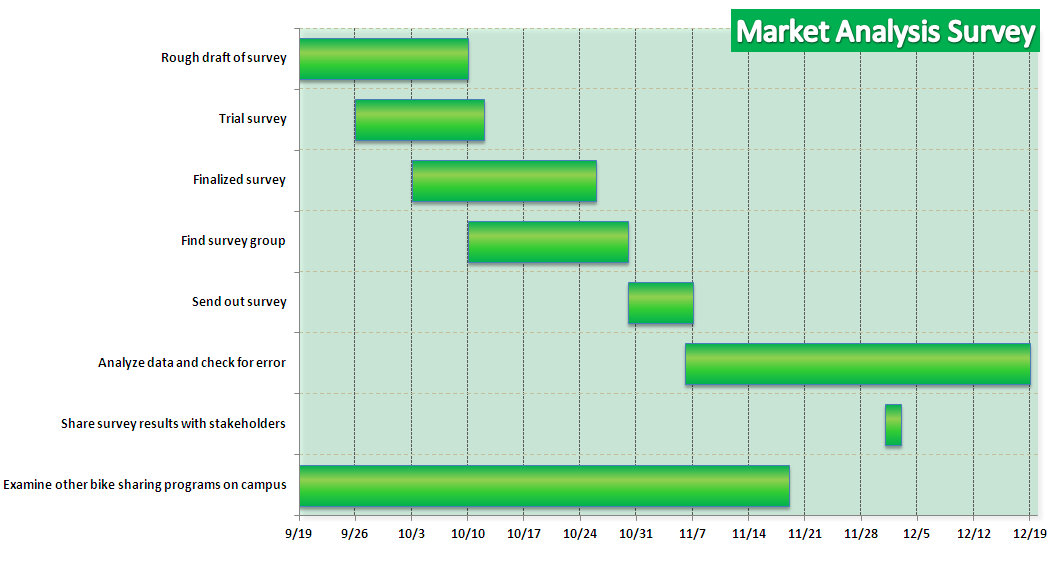 Market Analysis Survey
Rough draft of survey
Trial survey
Finalized survey
Find survey group
Send out survey
Analyze data and check for error
Share survey results with stakeholders
Examine other bike sharing programs on campus
9/19 9/26 10/3 10/10 10/17 10/24 10/31 11/7 11/14 11/21 11/28 12/5 12/12 12/19